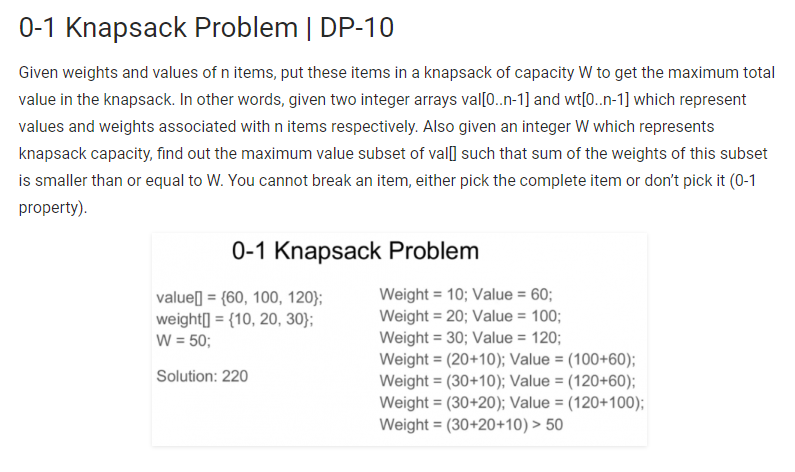 0-1 Knapsack Problem | DP-10
Given weights and values of n items, put these items in a knapsack of capacity W to get the maximum total
value in the knapsack. In other words, given two integer arrays val[0..n-1] and wt[0..n-1] which represent
values and weights associated with n items respectively. Also given an integer W which represents
knapsack capacity, find out the maximum value subset of val[] such that sum of the weights of this subset
is smaller than or equal to W. You cannot break an item, either pick the complete item or don't pick it (0-1
property).
0-1 Knapsack Problem
value[] = {60, 100, 120};
weight[] = {10, 20, 30};
W = 50;
Solution: 220
Weight = 10; Value = 60;
Weight = 20; Value = 100;
Weight = 30; Value = 120;
Weight = (20+10); Value = (100+60);
Weight = (30+10); Value = (120+60);
Weight = (30+20); Value = (120+100);
Weight = (30+20+10) > 50